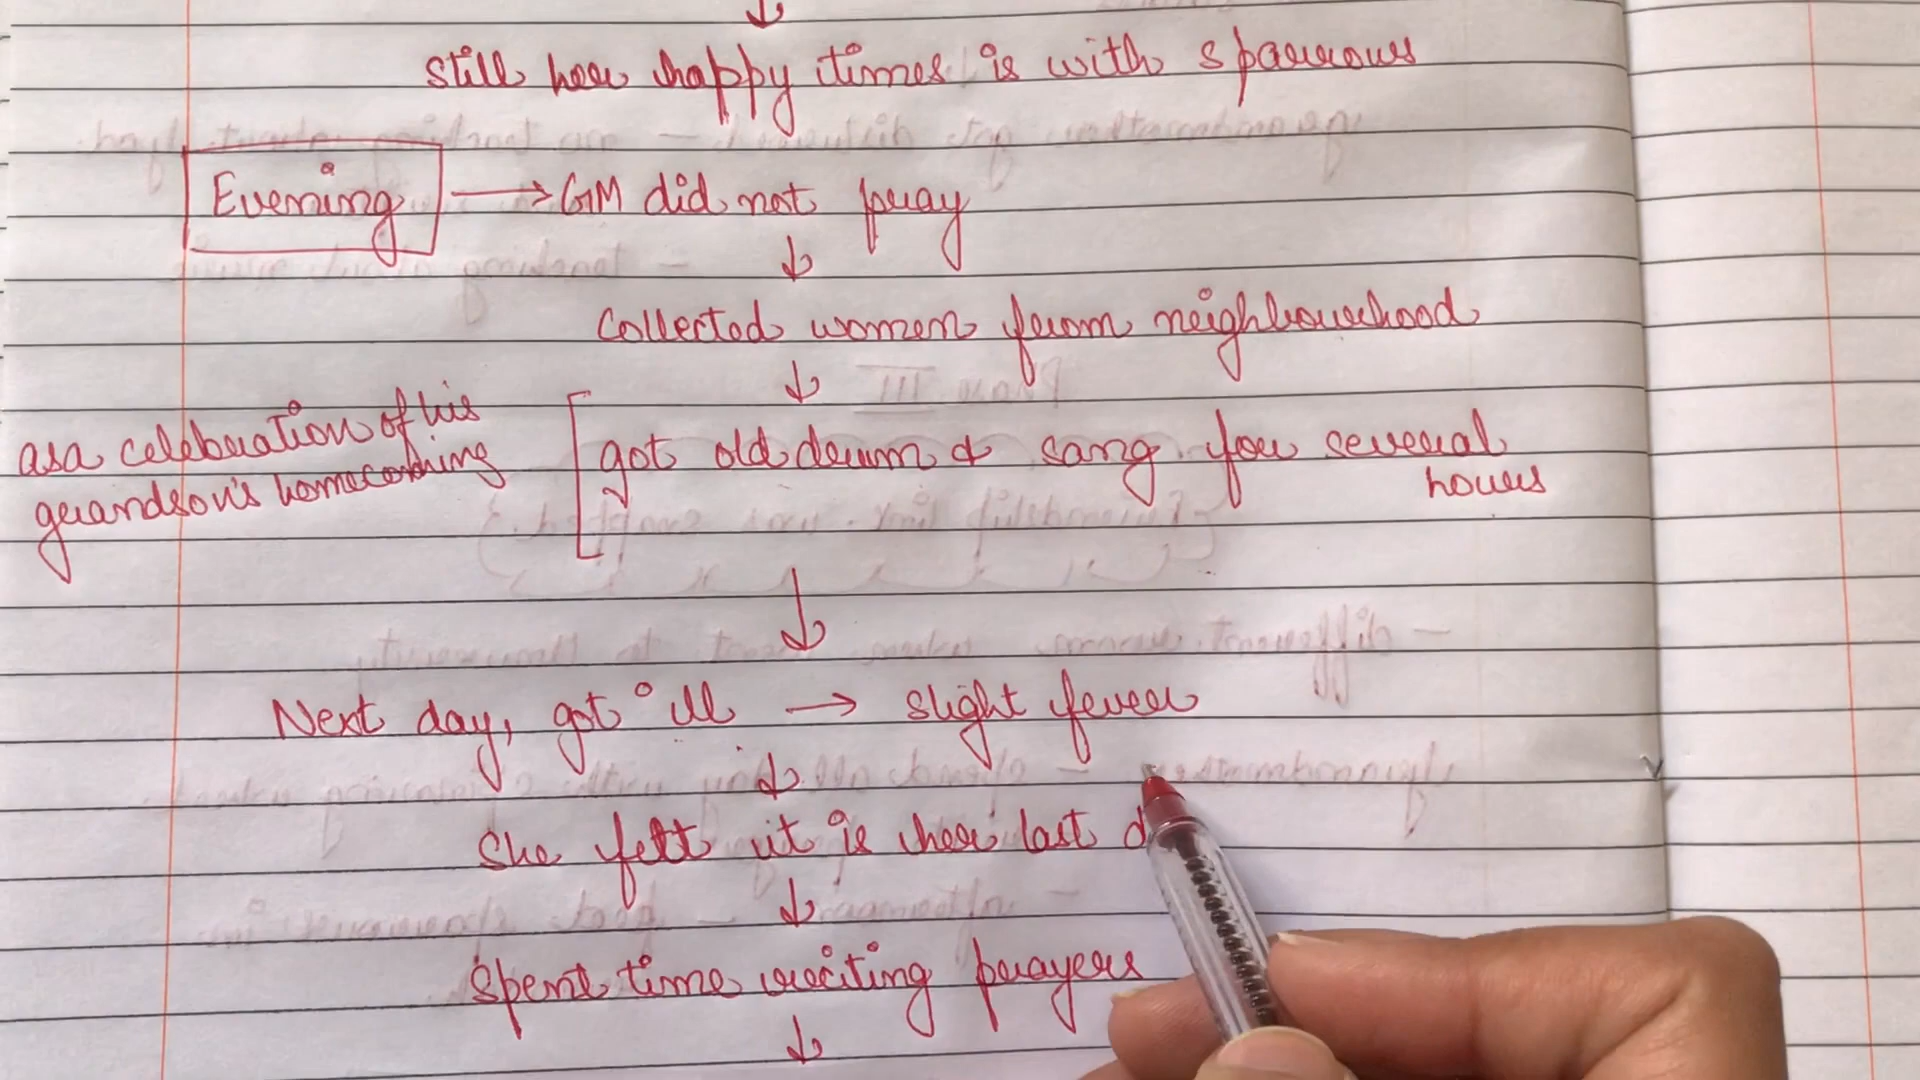 ↓
still her happy times is with sparrows
Evening → GM did not pray
↓
Collected women from neighbourhood
↓
as a celebration of his
grandson's homecoming
[got old drum & sang for several
hours
↓
Next day, got ill → slight fever
↓
She felt it is her last d
↓
Spent time reciting prayers
↓